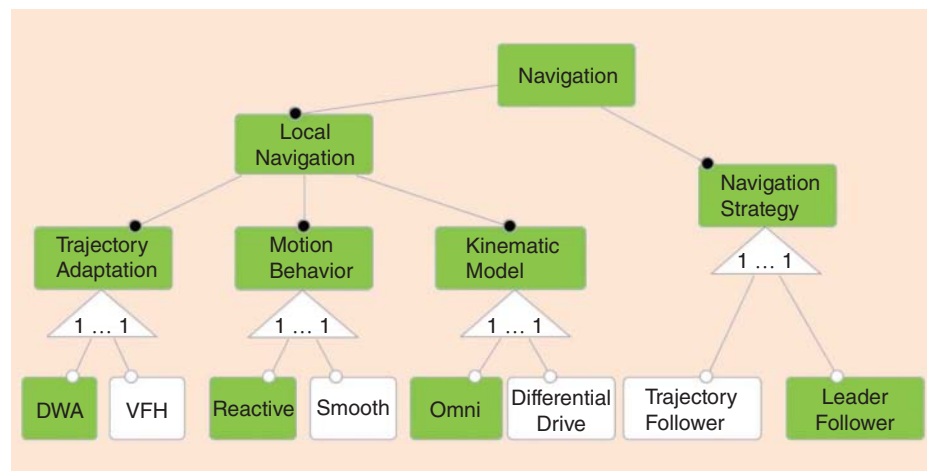 Navigation
Local
Navigation
Navigation
Strategy
Trajectory
Adaptation
Motion
Behavior
Kinematic
Model
1 ... 1
1 ... 1
1 ... 1
1 ... 1
DWA
VFH
Reactive
Smooth
Omni
Differential
Drive
Trajectory
Follower
Leader
Follower